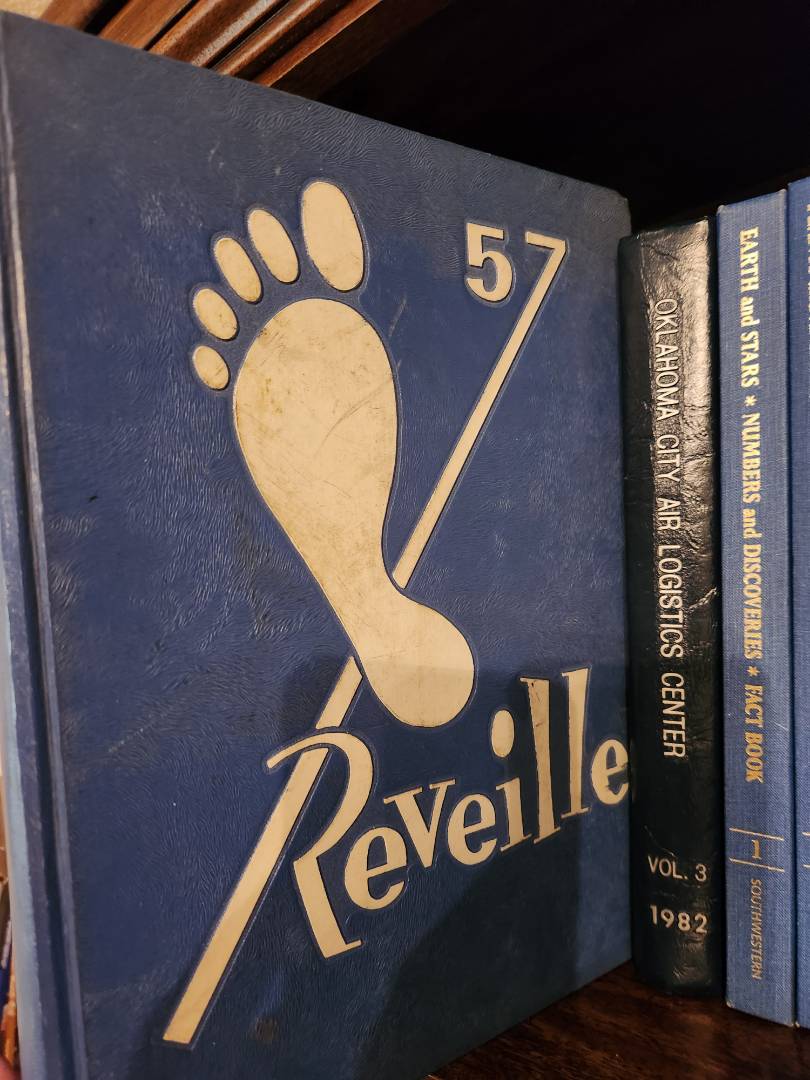 57
Reveille
OKLAHOMA CITY AIR LOGISTICS CENTER
VOL. 3
1982
EARTH and STARS * NUMBERS and DISCOVERIES * FACT BOOK
1
SOUTHWESTERN